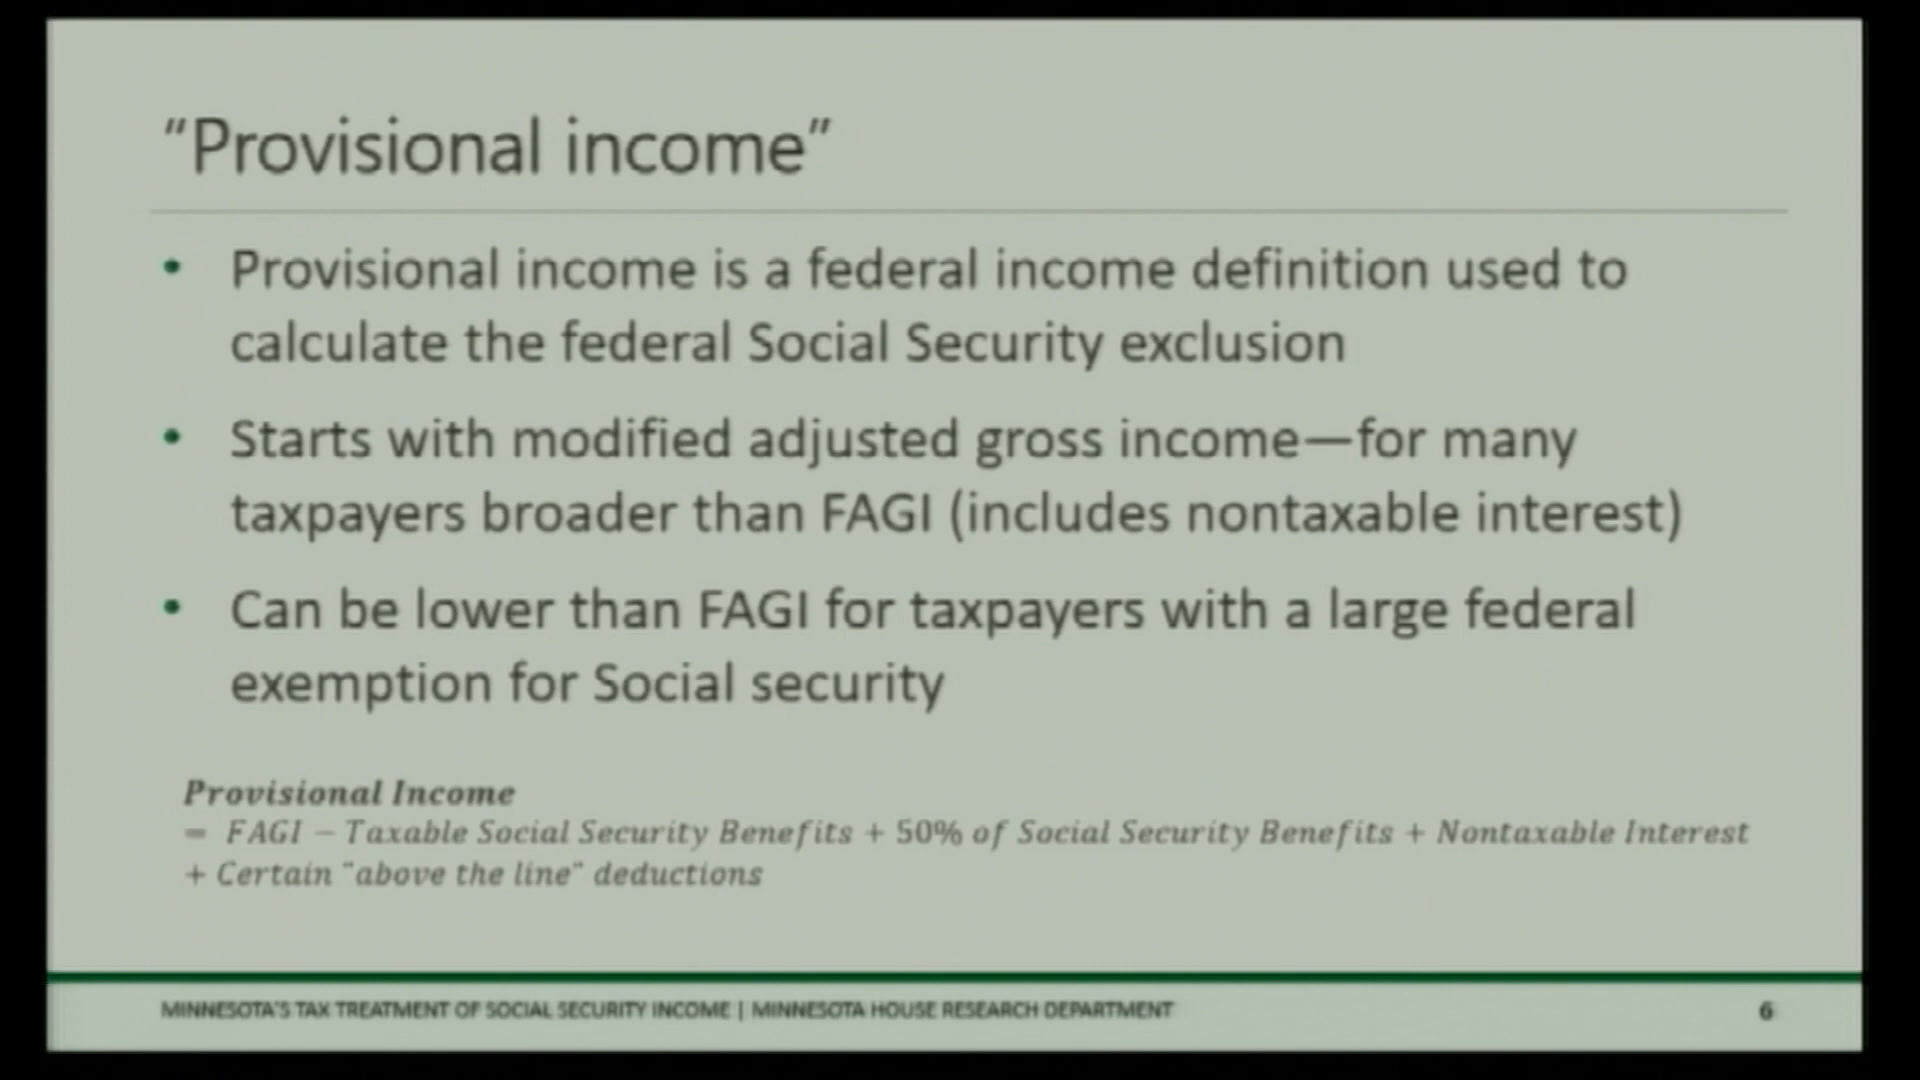 "Provisional income"
• Provisional income is a federal income definition used to
calculate the federal Social Security exclusion
• Starts with modified adjusted gross income—for many
taxpayers broader than FAGI (includes nontaxable interest)
• Can be lower than FAGI for taxpayers with a large federal
exemption for Social security
Provisional Income
= FAGI − Taxable Social Security Benefits + 50% of Social Security Benefits + Nontaxable Interest
+ Certain "above the line" deductions
MINNESOTA'S TAX TREATMENT OF SOCIAL SECURITY INCOME | MINNESOTA HOUSE RESEARCH DEPARTMENT 6